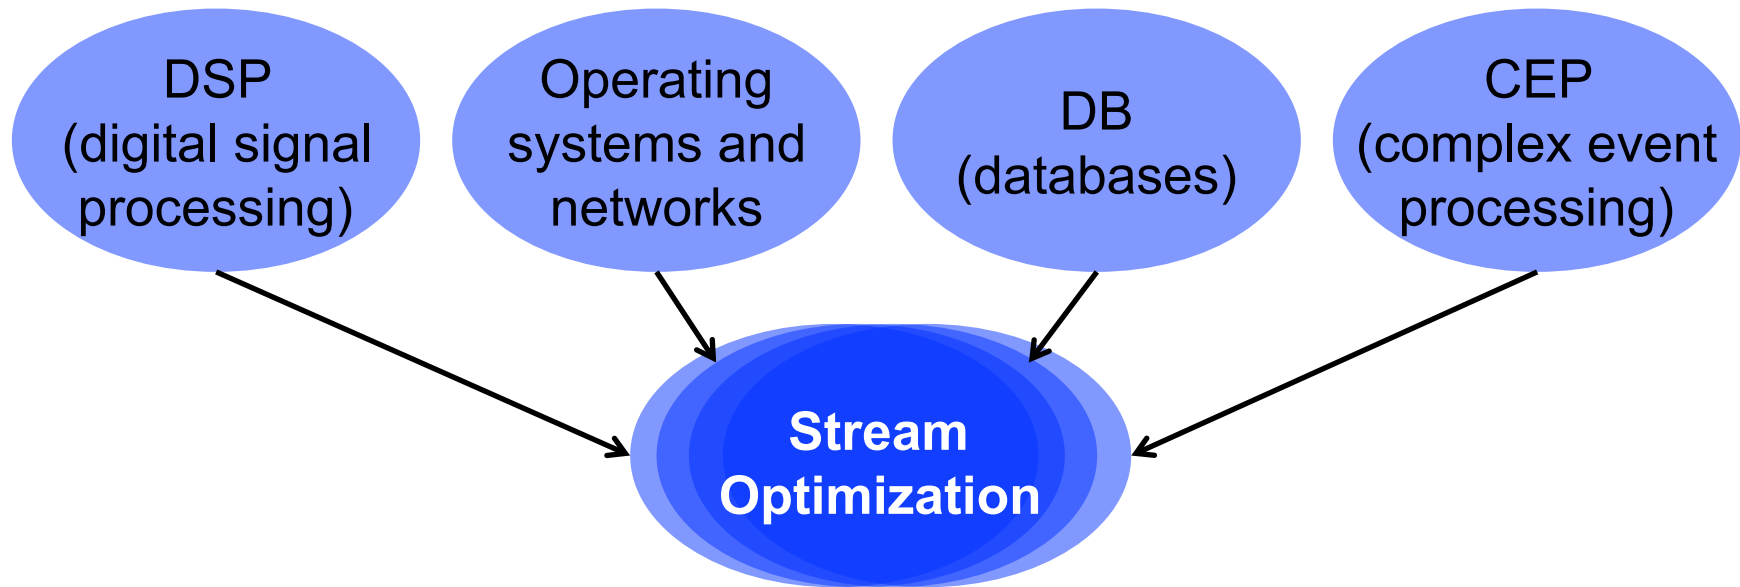 DSP
(digital signal
processing)
Operating
systems and
networks
DB
(databases)
CEP
(complex event
processing)
Stream
Optimization